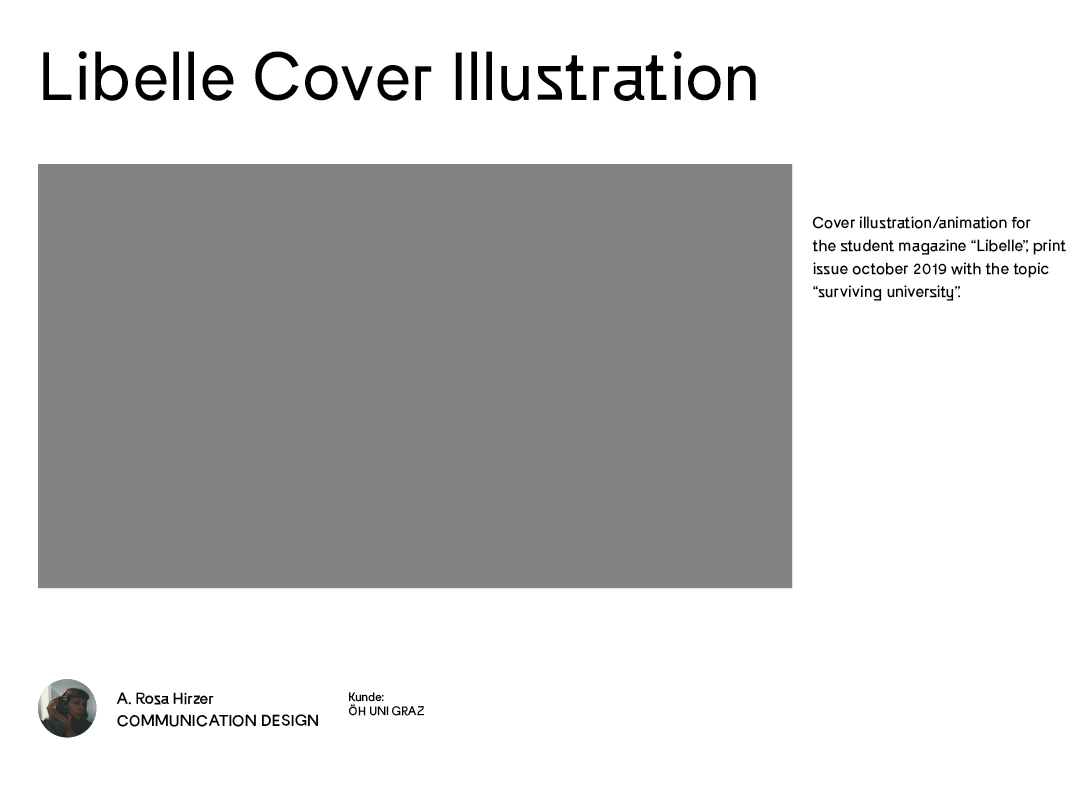 Libelle Cover Illustration
Cover illustration/animation for
the student magazine “Libelle”, print
issue october 2019 with the topic
“surviving university”.
A. Rosa Hirzer
COMMUNICATION DESIGN
Kunde:
ÖH UNI GRAZ